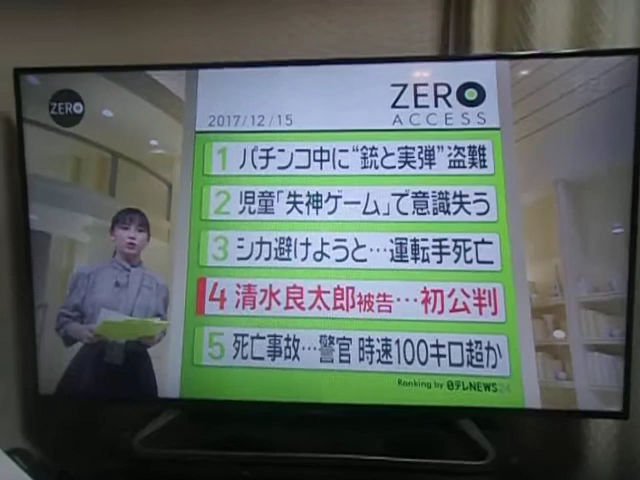 ZERO
ZERO
ACCESS
2017/12/15
1 パチンコ中に“銃と実弾”盗難
2 児童「失神ゲーム」で意識失う
3 シカ避けようと…運転手死亡
4 清水良太郎被告…初公判
5 死亡事故…警官 時速100キロ超か
Ranking by 日テレNEWS24